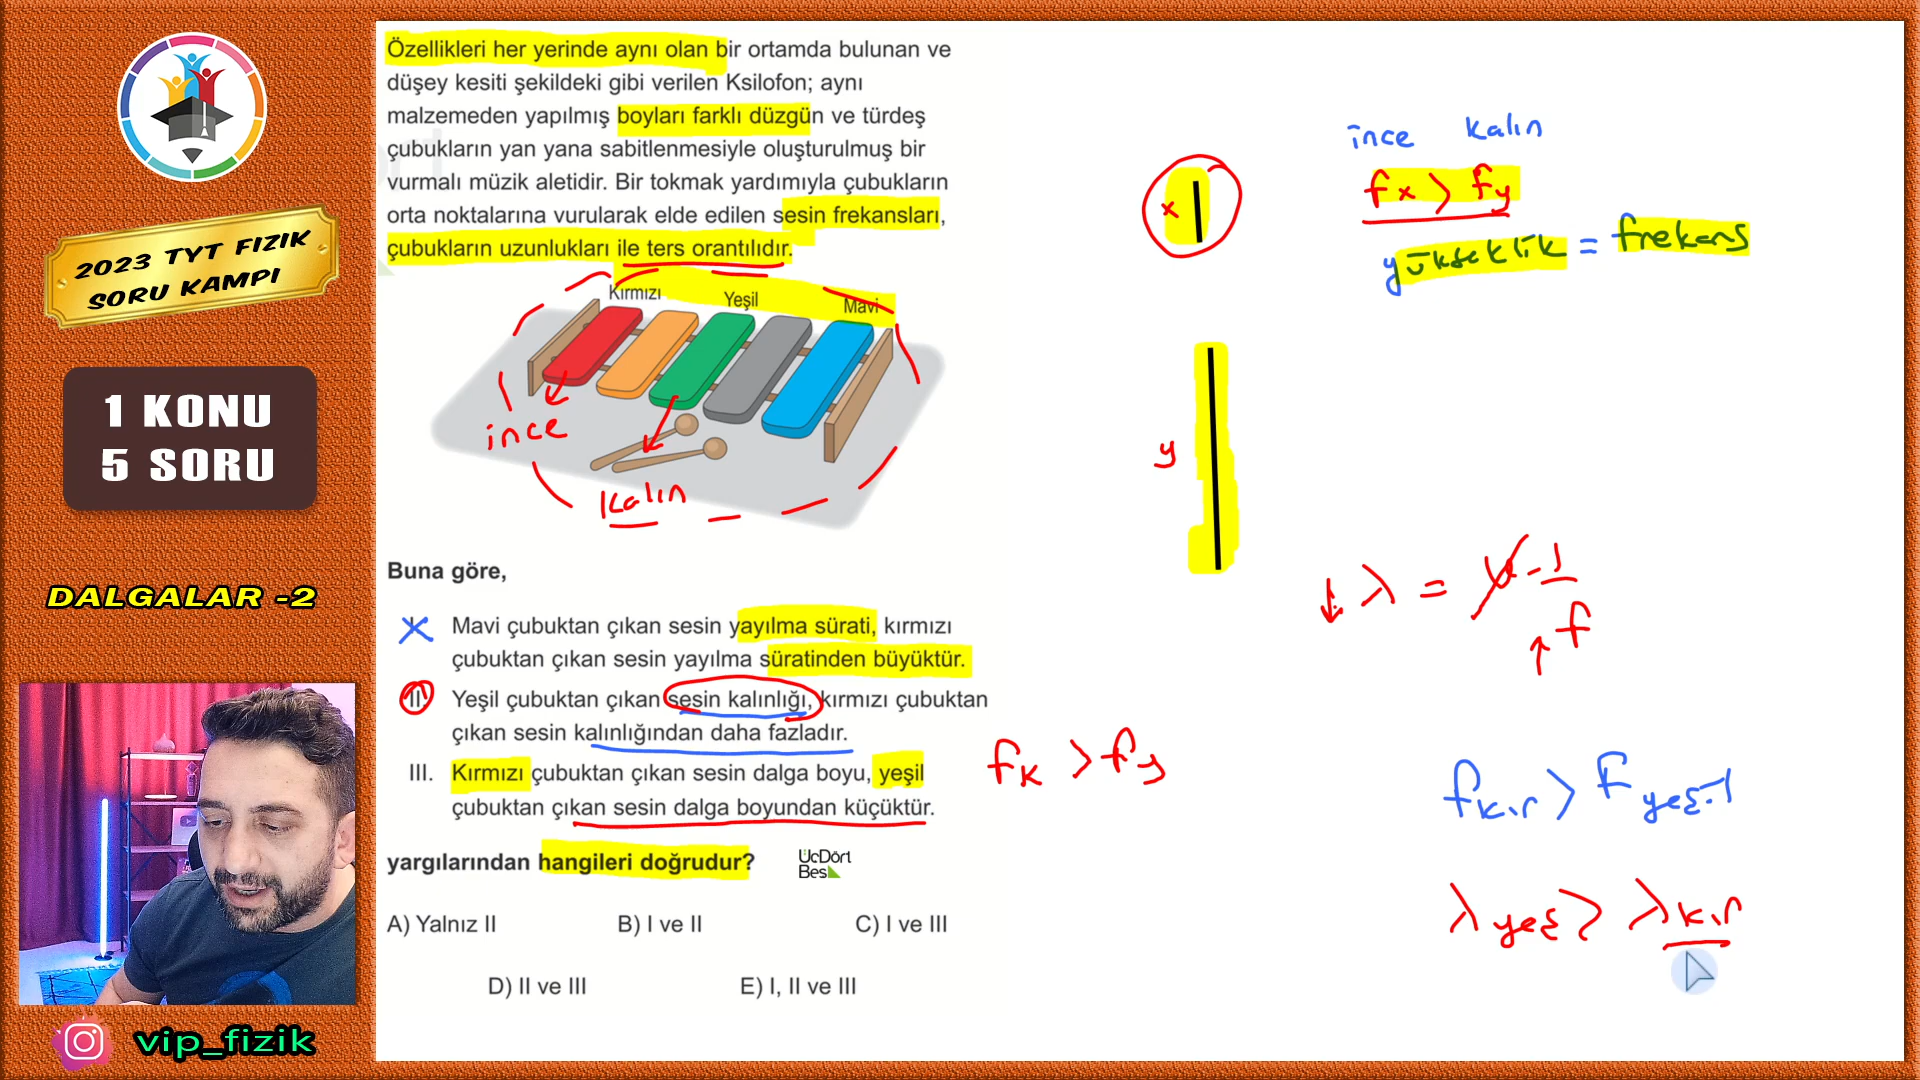 2023 TYT FIZIK
SORU KAMPI
1 KONU
5 SORU
DALGALAR -2
vip_fizik
Özellikleri her yerinde aynı olan bir ortamda bulunan ve
düşey kesiti şekildeki gibi verilen Ksilofon; aynı
malzemeden yapılmış boyları farklı düzgün ve türdeş
çubukların yan yana sabitlenmesiyle oluşturulmuş bir
vurmalı müzik aletidir. Bir tokmak yardımıyla çubukların
orta noktalarına vurularak elde edilen sesin frekansları,
çubukların uzunlukları ile ters orantılıdır.
Kırmızı Yeşil Mavi
ince
kalın
Buna göre,
Mavi çubuktan çıkan sesin yayılma sürati, kırmızı
çubuktan çıkan sesin yayılma süratinden büyüktür.
II. Yeşil çubuktan çıkan sesin kalınlığı, kırmızı çubuktan
çıkan sesin kalınlığından daha fazladır.
III. Kırmızı çubuktan çıkan sesin dalga boyu, yeşil
çubuktan çıkan sesin dalga boyundan küçüktür.
yargılarından hangileri doğrudur?
ÜçDört
Beş
A) Yalnız II B) I ve II C) I ve III
D) II ve III E) I, II ve III
ince kalın
fx > fy
yükseklik = frekans
x
y
↓ λ = v.1
↑ f
fk > fy
fkır > fyeşil
λyeş > λkır